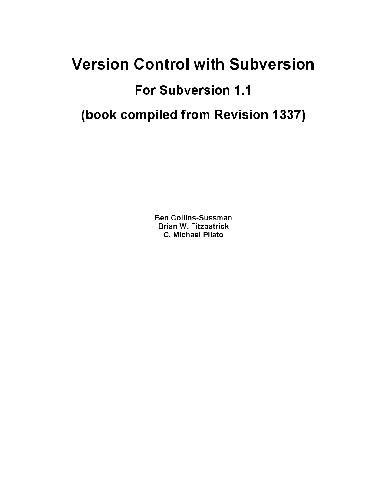 Version Control with Subversion
For Subversion 1.1
(book compiled from Revision 1337)
Ben Collins-Sussman
Brian W. Fitzpatrick
C. Michael Pilato